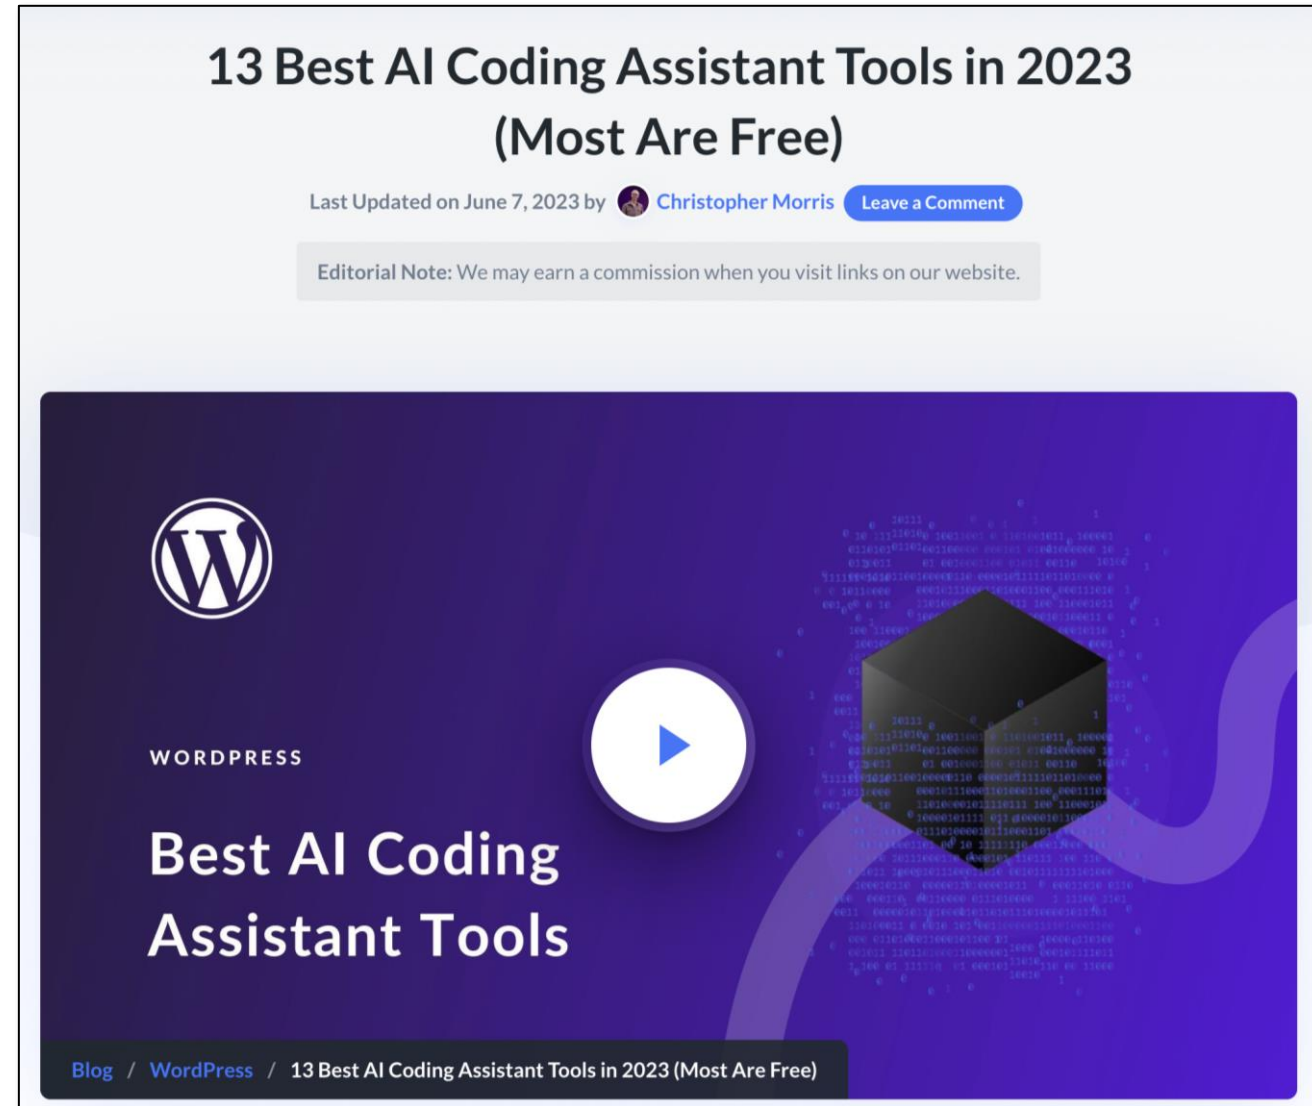 13 Best AI Coding Assistant Tools in 2023
(Most Are Free)
Last Updated on June 7, 2023 by Christopher Morris Leave a Comment
Editorial Note: We may earn a commission when you visit links on our website.
WORDPRESS
Best AI Coding
Assistant Tools
Blog / WordPress / 13 Best AI Coding Assistant Tools in 2023 (Most Are Free)